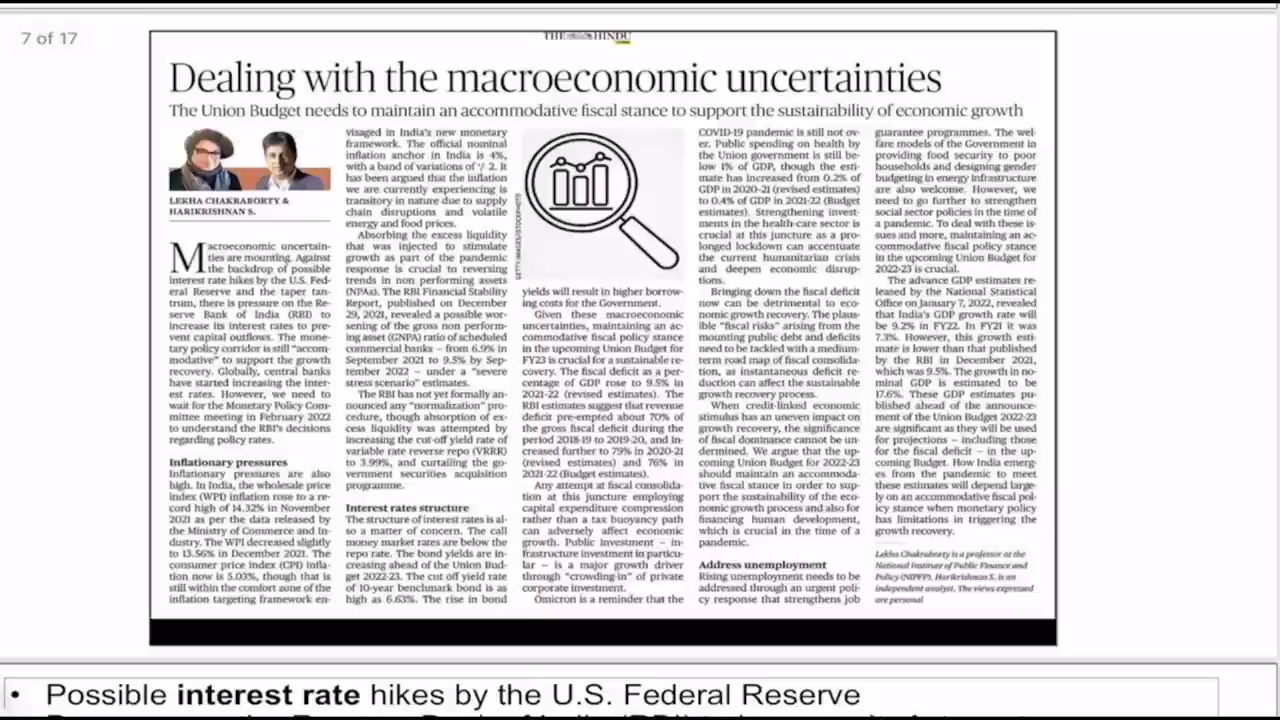 7 of 17
THE HINDU
Dealing with the macroeconomic uncertainties
The Union Budget needs to maintain an accommodative fiscal stance to support the sustainability of economic growth
LEKHA CHAKRABORTY &
HARIKRISHNAN S.
Macroeconomic uncertain-
ties are mounting. Against
the backdrop of possible
interest rate hikes by the U.S. Fed-
eral Reserve and the taper tan-
trum, there is pressure on the Re-
serve Bank of India (RBI) to
increase its interest rates to pre-
vent capital outflows. The mone-
tary policy corridor is still “accom-
modative” to support the growth
recovery. Globally, central banks
have started increasing the inter-
est rates. However, we need to
wait for the Monetary Policy Com-
mittee meeting in February 2022
to understand the RBI’s decisions
regarding policy rates.
Inflationary pressures
Inflationary pressures are also
high. In India, the wholesale price
index (WPI) inflation rose to a re-
cord high of 14.32% in November
2021 as per the data released by
the Ministry of Commerce and In-
dustry. The WPI decreased slightly
to 13.56% in December 2021. The
consumer price index (CPI) infla-
tion now is 5.03%, though that is
still within the comfort zone of the
inflation targeting framework en-
visaged in India’s new monetary
framework. The official nominal
inflation anchor in India is 4%,
with a band of variations of +/- 2. It
has been argued that the inflation
we are currently experiencing is
transitory in nature due to supply
chain disruptions and volatile
energy and food prices.
Absorbing the excess liquidity
that was injected to stimulate
growth as part of the pandemic
response is crucial to reversing
trends in non performing assets
(NPAs). The RBI Financial Stability
Report, published on December
29, 2021, revealed a possible wor-
sening of the gross non perform-
ing asset (GNPA) ratio of scheduled
commercial banks – from 6.9% in
September 2021 to 9.5% by Sep-
tember 2022 – under a “severe
stress scenario” estimates.
The RBI has not yet formally an-
nounced any “normalization” pro-
cedure, though absorption of ex-
cess liquidity was attempted by
increasing the cut-off yield rate of
variable rate reverse repo (VRRR)
to 3.99%, and curtailing the go-
vernment securities acquisition
programme.
Interest rates structure
The structure of interest rates is al-
so a matter of concern. The call
money market rates are below the
repo rate. The bond yields are in-
creasing ahead of the Union Bud-
get 2022-23. The cut off yield rate
of 10-year benchmark bond is as
high as 6.63%. The rise in bond
GETTY IMAGES/ISTOCKPHOTO
yields will result in higher borrow-
ing costs for the Government.
Given these macroeconomic
uncertainties, maintaining an ac-
commodative fiscal policy stance
in the upcoming Union Budget for
FY23 is crucial for a sustainable re-
covery. The fiscal deficit as a per-
centage of GDP rose to 9.5% in
2021-22 (revised estimates). The
RBI estimates suggest that revenue
deficit pre-empted about 70% of
the gross fiscal deficit during the
period 2018-19 to 2019-20, and in-
creased further to 79% in 2020-21
(revised estimates) and 76% in
2021-22 (Budget estimates).
Any attempt at fiscal consolida-
tion at this juncture employing
capital expenditure compression
rather than a tax buoyancy path
can adversely affect economic
growth. Public investment – in-
frastructure investment in particu-
lar – is a major growth driver
through “crowding-in” of private
corporate investment.
Omicron is a reminder that the
COVID-19 pandemic is still not ov-
er. Public spending on health by
the Union government is still be-
low 1% of GDP, though the esti-
mate has increased from 0.2% of
GDP in 2020-21 (revised estimates)
to 0.4% of GDP in 2021-22 (Budget
estimates). Strengthening invest-
ments in the health-care sector is
crucial at this juncture as a pro-
longed lockdown can accentuate
the current humanitarian crisis
and deepen economic disrup-
tions.
Bringing down the fiscal deficit
now can be detrimental to eco-
nomic growth recovery. The plaus-
ible “fiscal risks” arising from the
mounting public debt and deficits
need to be tackled with a medium-
term road map of fiscal consolida-
tion, as instantaneous deficit re-
duction can affect the sustainable
growth recovery process.
When credit-linked economic
stimulus has an uneven impact on
growth recovery, the significance
of fiscal dominance cannot be un-
dermined. We argue that the up-
coming Union Budget for 2022-23
should maintain an accommoda-
tive fiscal stance in order to sup-
port the sustainability of the eco-
nomic growth process and also for
financing human development,
which is crucial in the time of a
pandemic.
Address unemployment
Rising unemployment needs to be
addressed through an urgent poli-
cy response that strengthens job
guarantee programmes. The wel-
fare models of the Government in
providing food security to poor
households and designing gender
budgeting in energy infrastructure
are also welcome. However, we
need to go further to strengthen
social sector policies in the time of
a pandemic. To deal with these is-
sues and more, maintaining an ac-
commodative fiscal policy stance
in the upcoming Union Budget for
2022-23 is crucial.
The advance GDP estimates re-
leased by the National Statistical
Office on January 7, 2022, revealed
that India’s GDP growth rate will
be 9.2% in FY22. In FY21 it was
7.3%. However, this growth esti-
mate is lower than that published
by the RBI in December 2021,
which was 9.5%. The growth in no-
minal GDP is estimated to be
17.6%. These GDP estimates pu-
blished ahead of the announce-
ment of the Union Budget 2022-23
are significant as they will be used
for projections – including those
for the fiscal deficit – in the up-
coming Budget. How India emerg-
es from the pandemic to meet
these estimates will depend large-
ly on an accommodative fiscal pol-
icy stance when monetary policy
has limitations in triggering the
growth recovery.
Lekha Chakraborty is a professor at the
National Institute of Public Finance and
Policy (NIPFP). Harikrishnan S. is an
independent analyst. The views expressed
are personal
• Possible interest rate hikes by the U.S. Federal Reserve